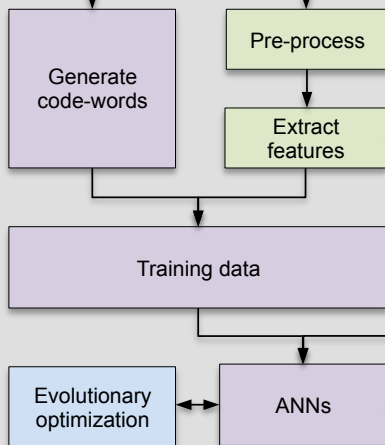 Generate
code-words
Pre-process
Extract
features
Training data
Evolutionary
optimization
ANNs